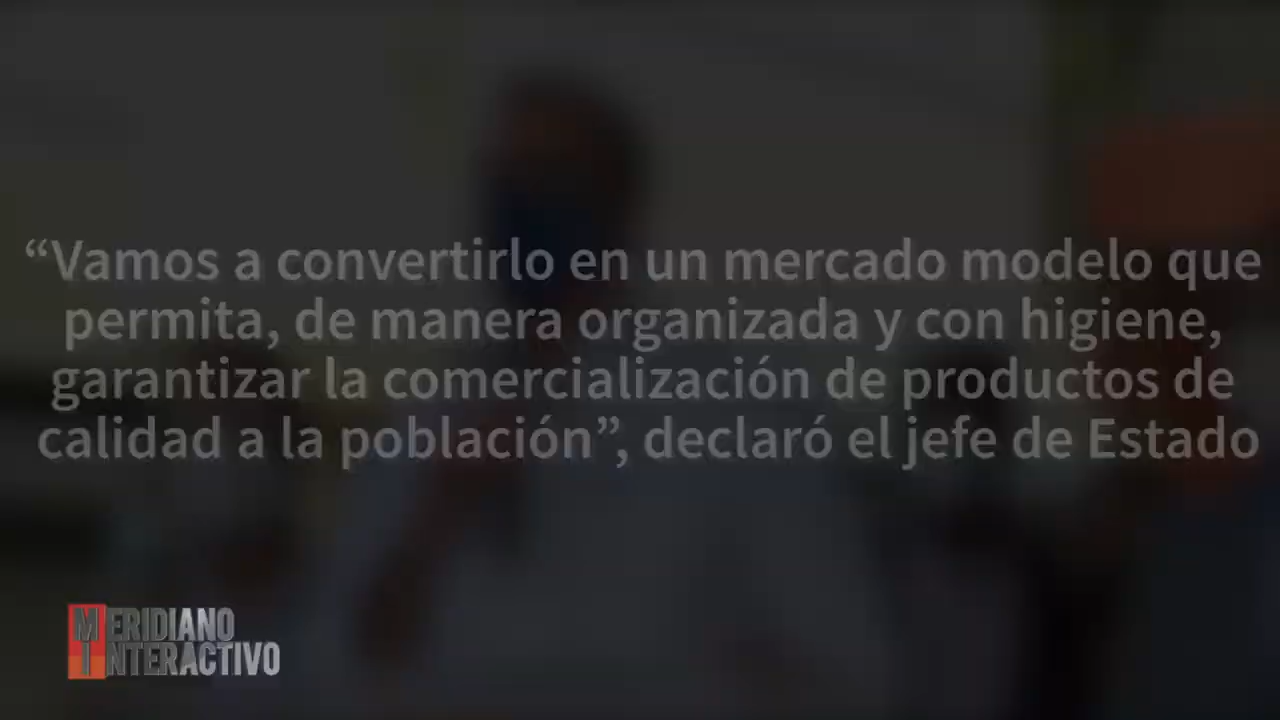 “Vamos a convertirlo en un mercado modelo que
permita, de manera organizada y con higiene,
garantizar la comercialización de productos de
calidad a la población”, declaró el jefe de Estado
MERIDIANO
INTERACTIVO